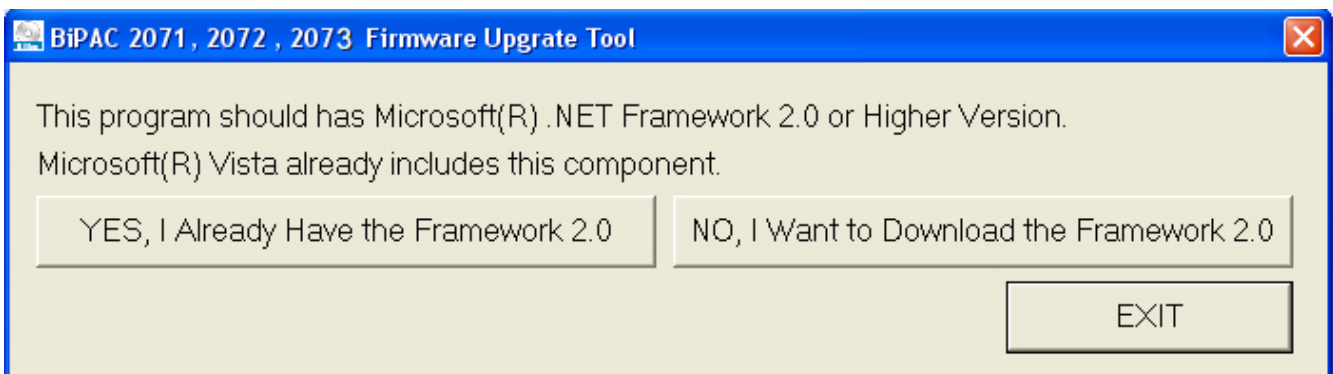 BiPAC 2071, 2072 , 2073 Firmware Upgrate Tool
This program should has Microsoft(R) .NET Framework 2.0 or Higher Version.
Microsoft(R) Vista already includes this component.
YES, I Already Have the Framework 2.0
NO, I Want to Download the Framework 2.0
EXIT